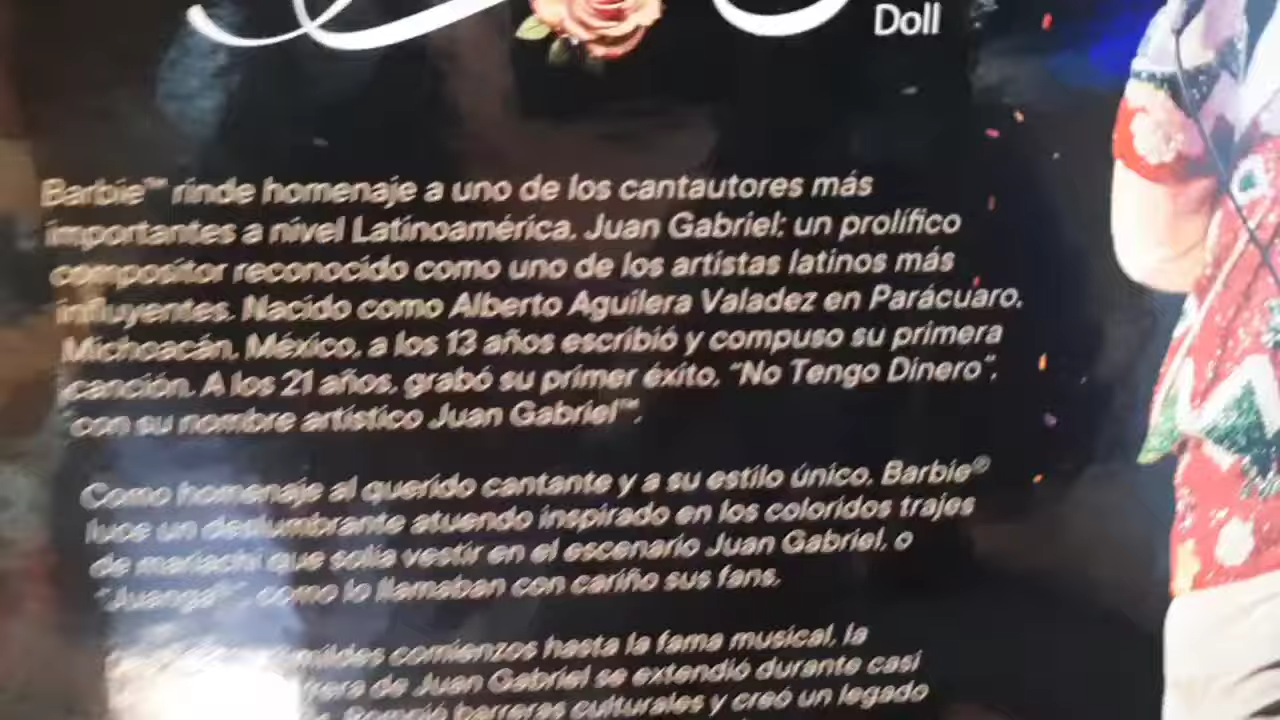 Doll
Barbie™ rinde homenaje a uno de los cantautores más
importantes a nivel Latinoamérica, Juan Gabriel; un prolífico
compositor reconocido como uno de los artistas latinos más
influyentes. Nacido como Alberto Aguilera Valadez en Parácuaro,
Michoacán, México, a los 13 años escribió y compuso su primera
canción. A los 21 años, grabó su primer éxito, “No Tengo Dinero”,
con su nombre artístico Juan Gabriel™.
Como homenaje al querido cantante y a su estilo único, Barbie®
luce un deslumbrante atuendo inspirado en los coloridos trajes
de mariachi que solía vestir en el escenario Juan Gabriel, o
“Juanga”, como lo llamaban con cariño sus fans.
comienzos hasta la fama musical, la
de Juan Gabriel se extendió durante casi
Rompió barreras culturales y creó un legado